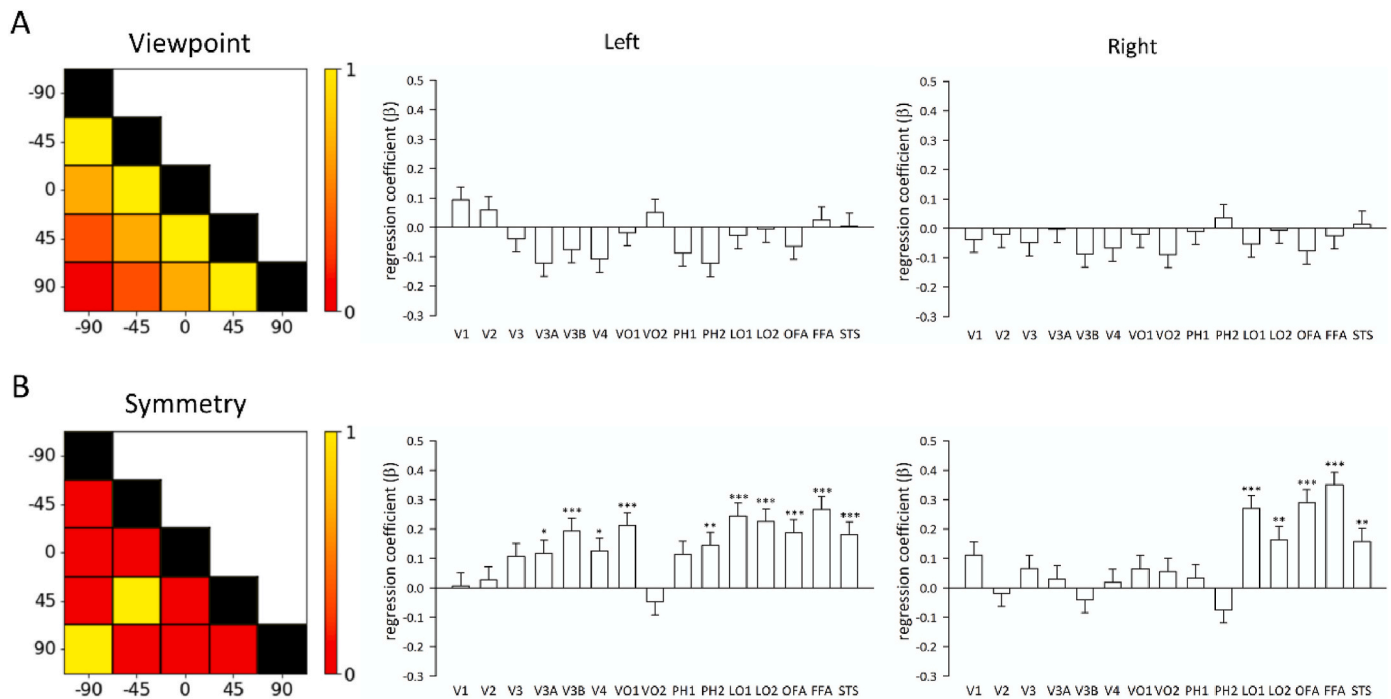 A
Viewpoint
Left
Right
-90
-45
0
45
90
-90 -45 0 45 90
1
0
regression coefficient (β)
0.5
0.4
0.3
0.2
0.1
0.0
-0.1
-0.2
-0.3
V1 V2 V3 V3A V3B V4 VO1 VO2 PH1 PH2 LO1 LO2 OFA FFA STS
regression coefficient (β)
0.5
0.4
0.3
0.2
0.1
0.0
-0.1
-0.2
-0.3
V1 V2 V3 V3A V3B V4 VO1 VO2 PH1 PH2 LO1 LO2 OFA FFA STS
B
Symmetry
-90
-45
0
45
90
-90 -45 0 45 90
1
0
regression coefficient (β)
0.5
0.4
0.3
0.2
0.1
0.0
-0.1
-0.2
-0.3
* *** * *** ** *** *** *** *** ***
V1 V2 V3 V3A V3B V4 VO1 VO2 PH1 PH2 LO1 LO2 OFA FFA STS
regression coefficient (β)
0.5
0.4
0.3
0.2
0.1
0.0
-0.1
-0.2
-0.3
*** ** *** *** **
V1 V2 V3 V3A V3B V4 VO1 VO2 PH1 PH2 LO1 LO2 OFA FFA STS